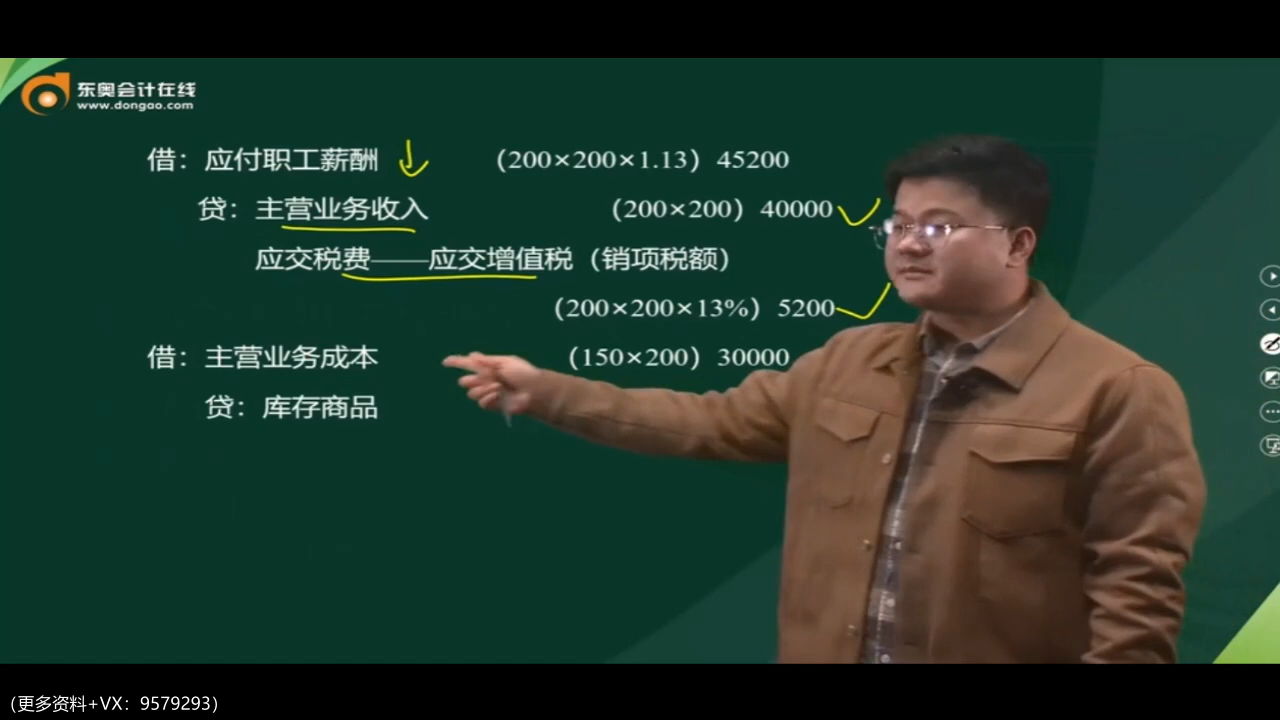 东奥会计在线
www.dongao.com
借：应付职工薪酬 （200×200×1.13）45200
贷：主营业务收入 （200×200）40000
应交税费——应交增值税（销项税额）
（200×200×13%）5200
借：主营业务成本 （150×200）30000
贷：库存商品
(更多资料+VX：9579293)